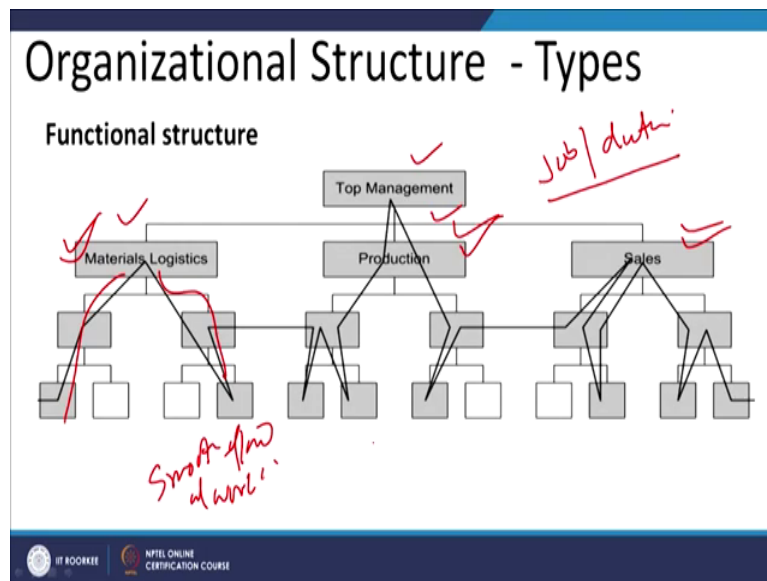 Organizational Structure - Types
Functional structure
Job/
Top Management
Materials Logistics
Production
Sales
Smooth flow
of work
IIT ROORKEE
NPTEL ONLINE
CERTIFICATION COURSE